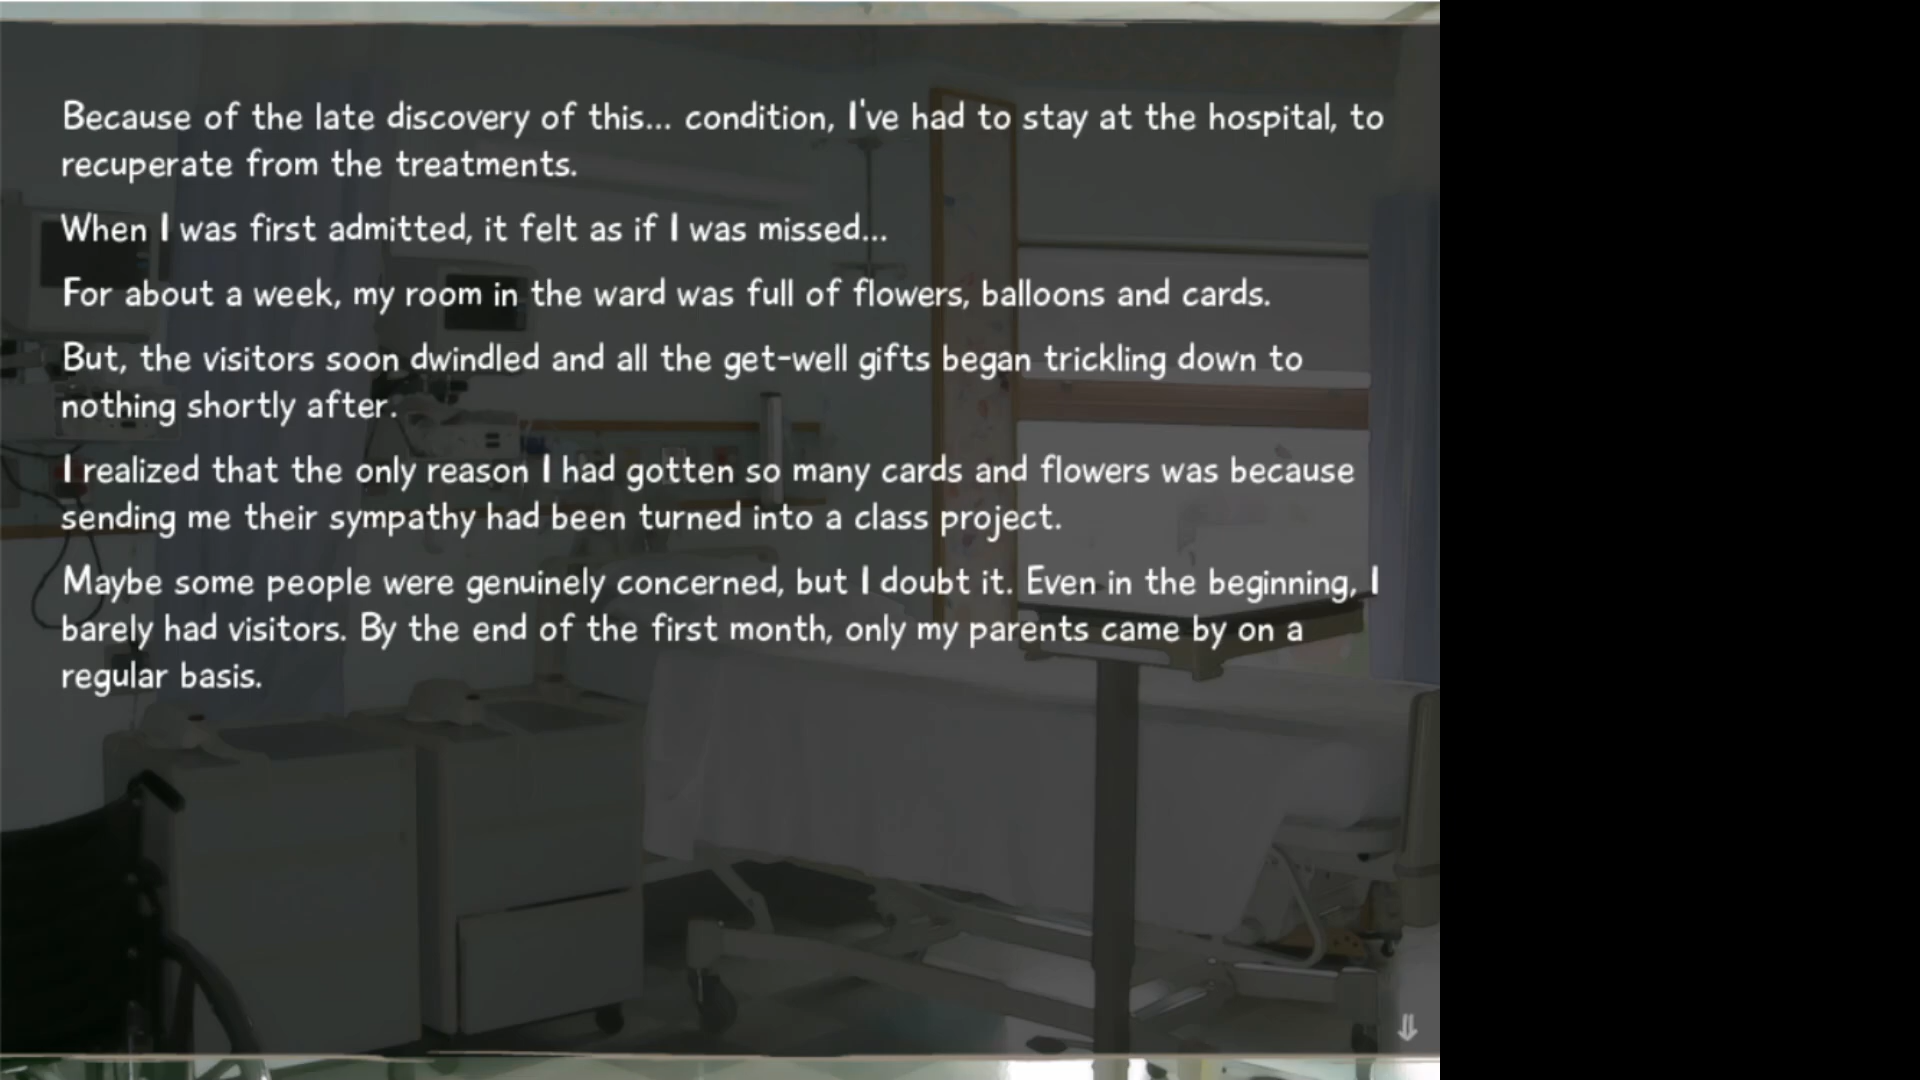 Because of the late discovery of this... condition, I've had to stay at the hospital, to
recuperate from the treatments.
When I was first admitted, it felt as if I was missed...
For about a week, my room in the ward was full of flowers, balloons and cards.
But, the visitors soon dwindled and all the get-well gifts began trickling down to
nothing shortly after.
I realized that the only reason I had gotten so many cards and flowers was because
sending me their sympathy had been turned into a class project.
Maybe some people were genuinely concerned, but I doubt it. Even in the beginning, I
barely had visitors. By the end of the first month, only my parents came by on a
regular basis.